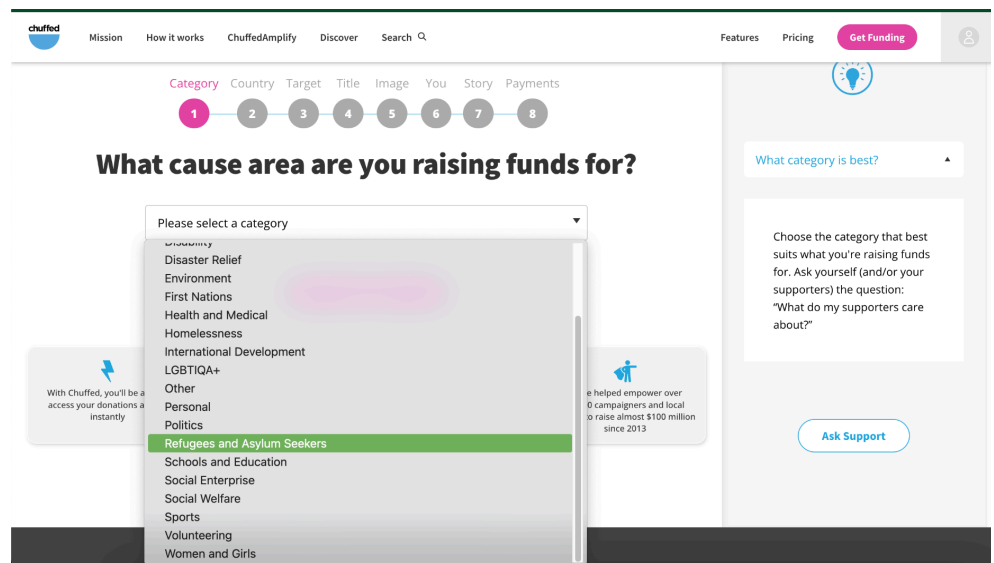 chuffed
Mission How it works ChuffedAmplify Discover Search Features Pricing Get Funding
Category Country Target Title Image You Story Payments
1 2 3 4 5 6 7 8
What cause area are you raising funds for?
Please select a category
Disability
Disaster Relief
Environment
First Nations
Health and Medical
Homelessness
International Development
LGBTIQA+
Other
Personal
Politics
Refugees and Asylum Seekers
Schools and Education
Social Enterprise
Social Welfare
Sports
Volunteering
Women and Girls
With Chuffed, you'll be a
access your donations a
instantly
e helped empower over
0 campaigners and local
o raise almost $100 million
since 2013
What category is best?
Choose the category that best
suits what you're raising funds
for. Ask yourself (and/or your
supporters) the question:
“What do my supporters care
about?”
Ask Support